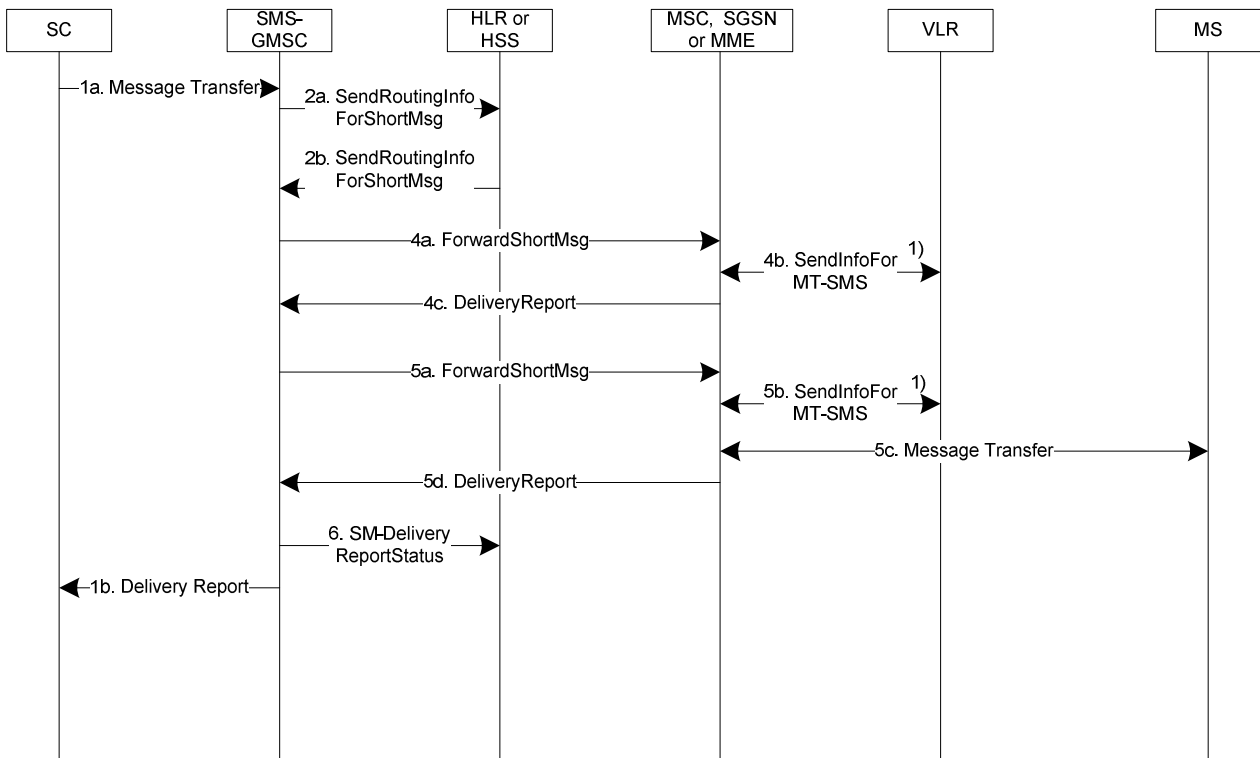 SC
SMS-
GMSC
HLR or
HSS
MSC, SGSN
or MME
VLR
MS
1a. Message Transfer
2a. SendRoutingInfo
ForShortMsg
2b. SendRoutingInfo
ForShortMsg
4a. ForwardShortMsg
4b. SendInfoFor 1)
MT-SMS
4c. DeliveryReport
5a. ForwardShortMsg
5b. SendInfoFor 1)
MT-SMS
5c. Message Transfer
5d. DeliveryReport
6. SM-Delivery
ReportStatus
1b. Delivery Report